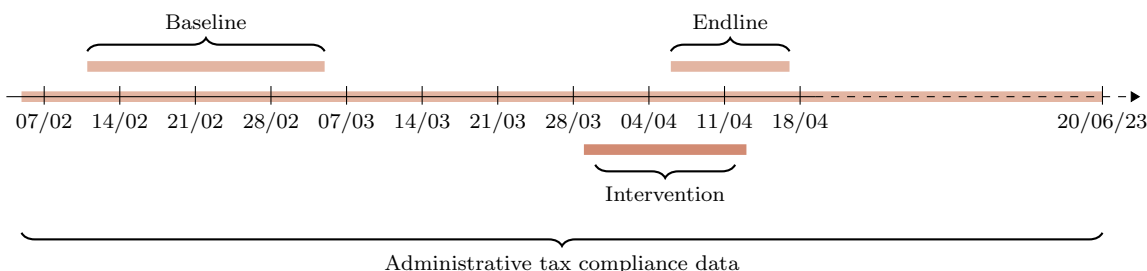 Baseline Endline
07/02 14/02 21/02 28/02 07/03 14/03 21/03 28/03 04/04 11/04 18/04 20/06/23
Intervention
Administrative tax compliance data